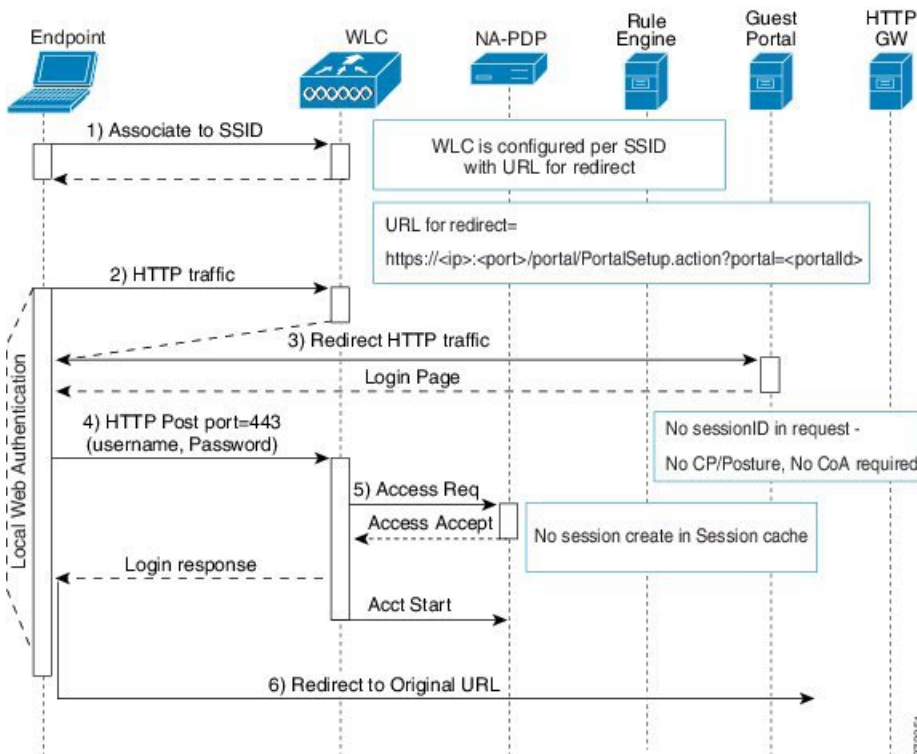 Endpoint
WLC
NA-PDP
Rule
Engine
Guest
Portal
HTTP
GW
1) Associate to SSID
WLC is configured per SSID
with URL for redirect
URL for redirect=
https://<ip>:<port>/portal/PortalSetup.action?portal=<portalId>
2) HTTP traffic
3) Redirect HTTP traffic
Login Page
Local Web Authentication
4) HTTP Post port=443
(username, Password)
No sessionID in request -
No CP/Posture, No CoA required
5) Access Req
Access Accept
No session create in Session cache
Login response
Acct Start
6) Redirect to Original URL